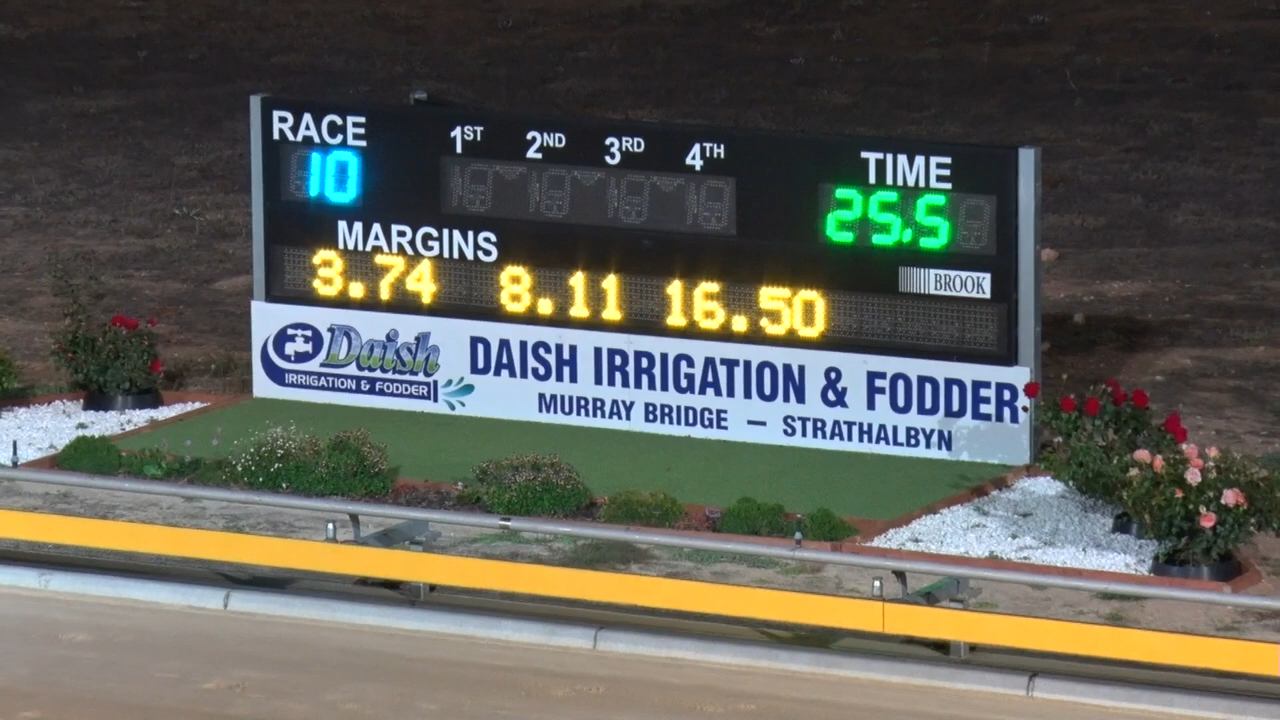 RACE 1ST 2ND 3RD 4TH TIME
10 25.5
MARGINS
3.74 8.11 16.50
BROOK
Daish
IRRIGATION & FODDER
DAISH IRRIGATION & FODDER
MURRAY BRIDGE — STRATHALBYN